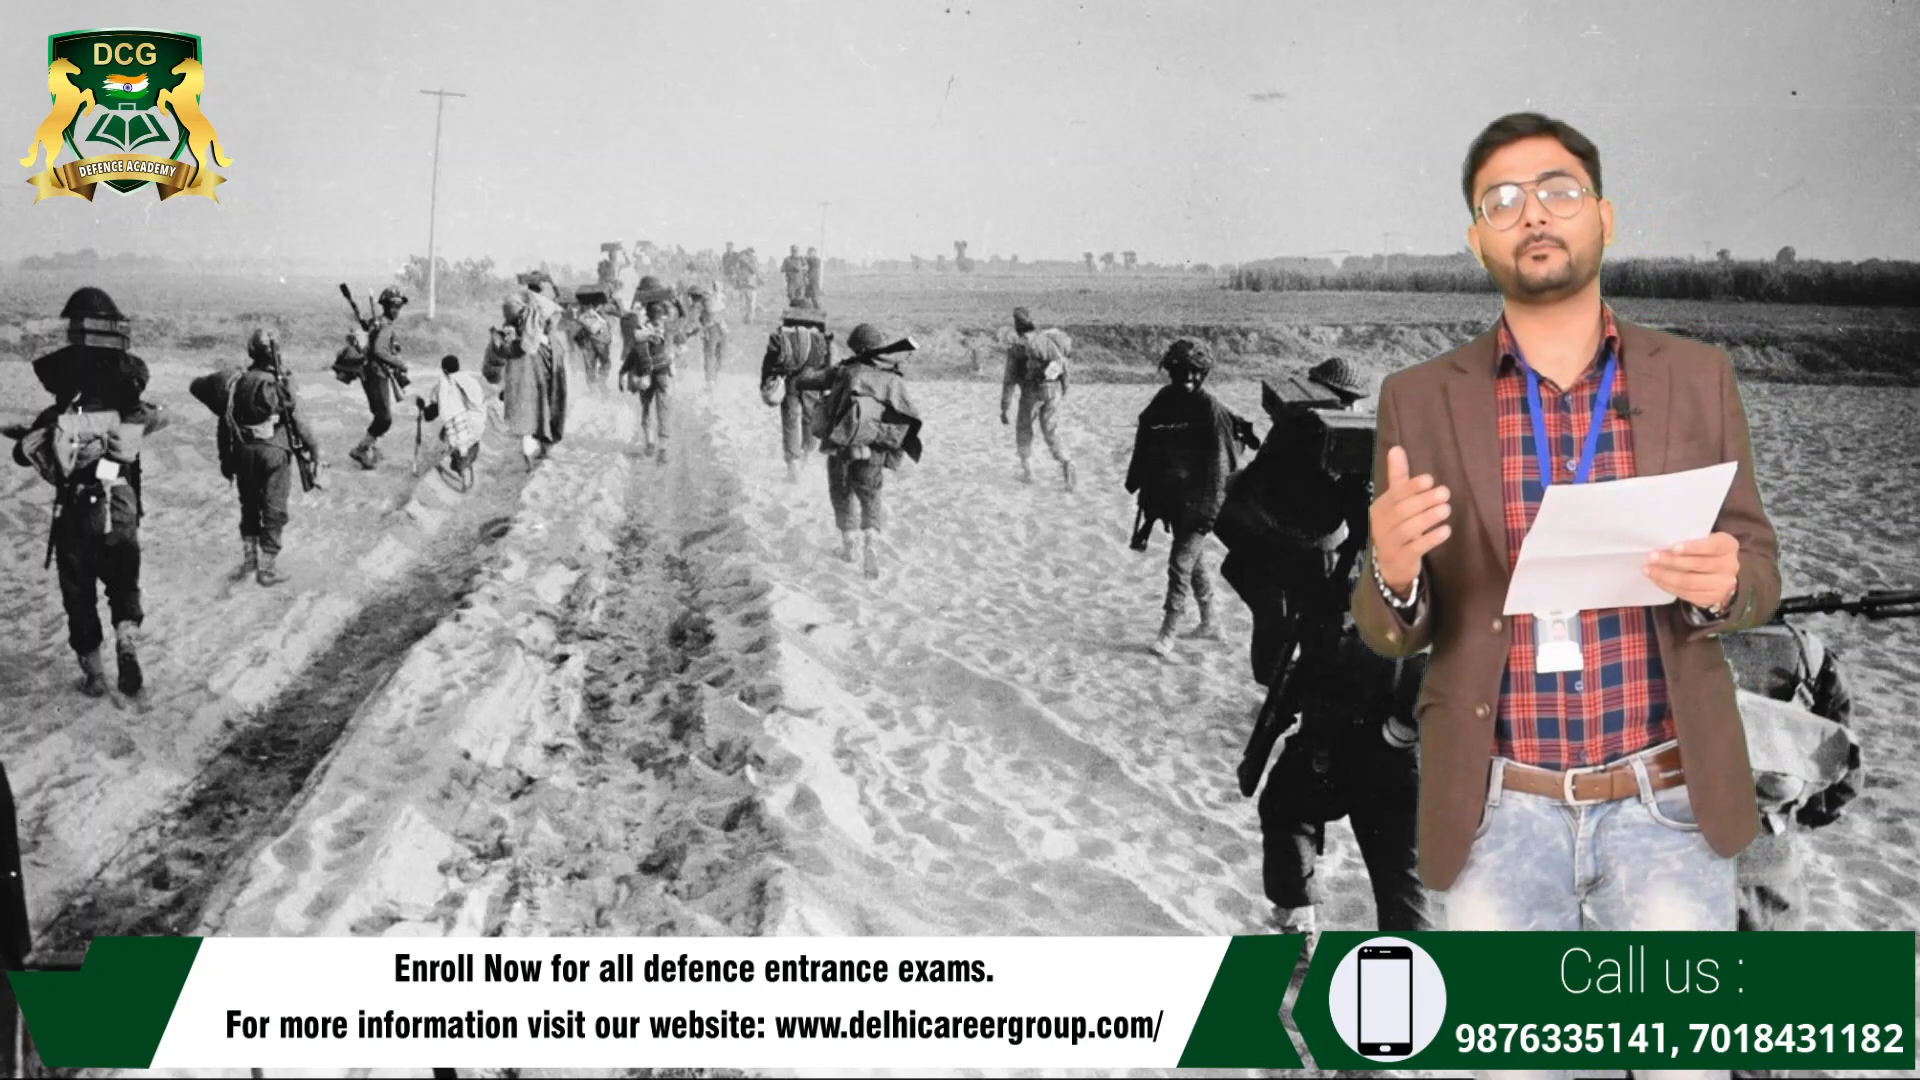 DCG
DEFENCE ACADEMY
Enroll Now for all defence entrance exams.
For more information visit our website: www.delhicareergroup.com/
Call us :
9876335141, 7018431182